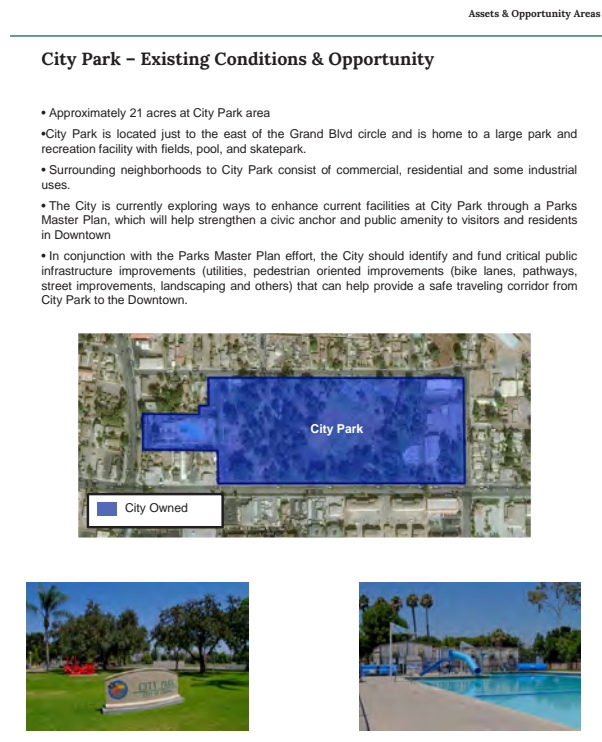 Assets & Opportunity Areas
City Park – Existing Conditions & Opportunity
• Approximately 21 acres at City Park area
•City Park is located just to the east of the Grand Blvd circle and is home to a large park and
recreation facility with fields, pool, and skatepark.
• Surrounding neighborhoods to City Park consist of commercial, residential and some industrial
uses.
• The City is currently exploring ways to enhance current facilities at City Park through a Parks
Master Plan, which will help strengthen a civic anchor and public amenity to visitors and residents
in Downtown
• In conjunction with the Parks Master Plan effort, the City should identify and fund critical public
infrastructure improvements (utilities, pedestrian oriented improvements (bike lanes, pathways,
street improvements, landscaping and others) that can help provide a safe traveling corridor from
City Park to the Downtown.
City Park
City Owned
CITY PARK